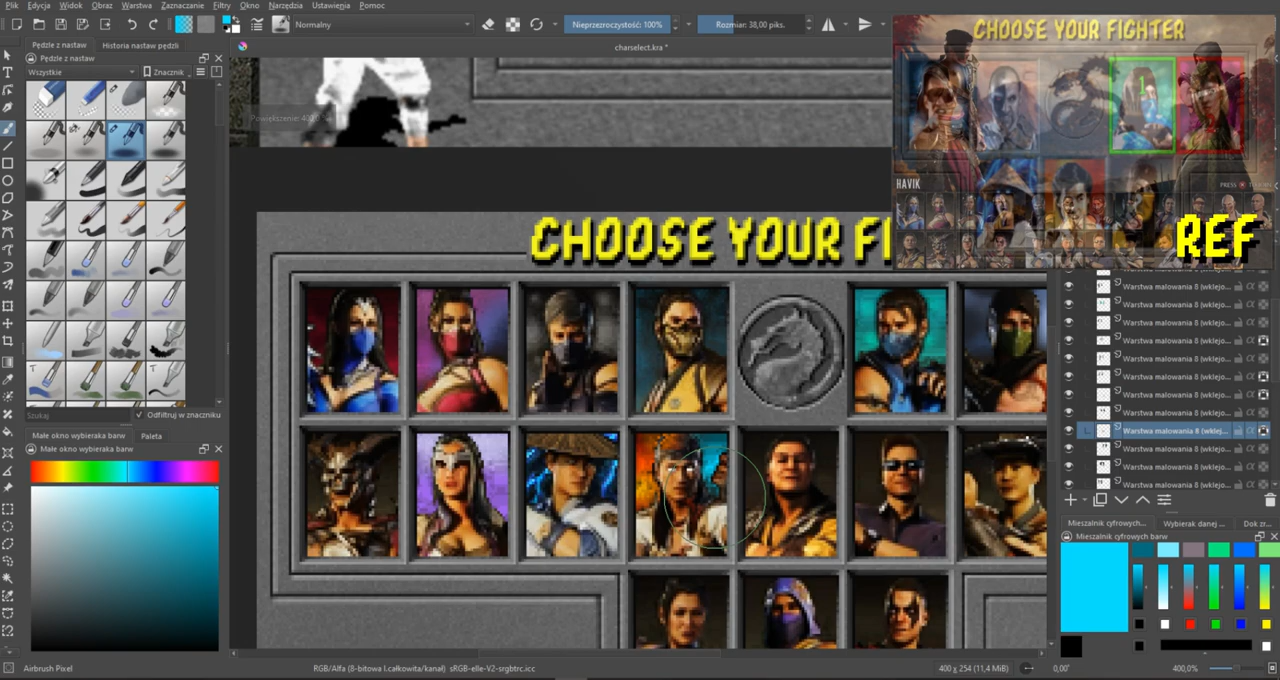 Plik Edycja Widok Obraz Warstwa Zaznaczanie Filtry Okno Narzędzia Ustawienia Pomoc
Normalny
Nieprzezroczystość: 100%
Rozmiar: 38,00 piks.
Pędzle z nastaw
Historia nastaw pędzli
charselect.kra *
Pędzle z nastaw
Wszystkie
Znacznik
CHOOSE YOUR FIGHTER
1
HAVIK
PRESS
REF
CHOOSE YOUR FI
Warstwa malowania 8 (wklejo...
Warstwa malowania 8 (wklejo...
Warstwa malowania 8 (wklejo...
Warstwa malowania 8 (wklejo...
Warstwa malowania 8 (wklejo...
Warstwa malowania 8 (wklejo...
Warstwa malowania 8 (wklejo...
Warstwa malowania 8 (wklejo...
Warstwa malowania 8 (wklej...
Warstwa malowania 8 (wklejo...
Warstwa malowania 8 (wklejo...
Warstwa malowania 8 (wklejo...
Szukaj
Odfiltruj w znaczniku
Małe okno wybieraka barw
Paleta
Małe okno wybieraka barw
Mieszalnik cyfrowych...
Wybierak danej ...
Dok zr...
Mieszalnik cyfrowych barw
Airbrush Pixel
RGB/Alfa (8-bitowa l.całkowita/kanał) sRGB-elle-V2-srgbtrc.icc
400 x 254 (11,4 MiB)
0,00°
400,0%